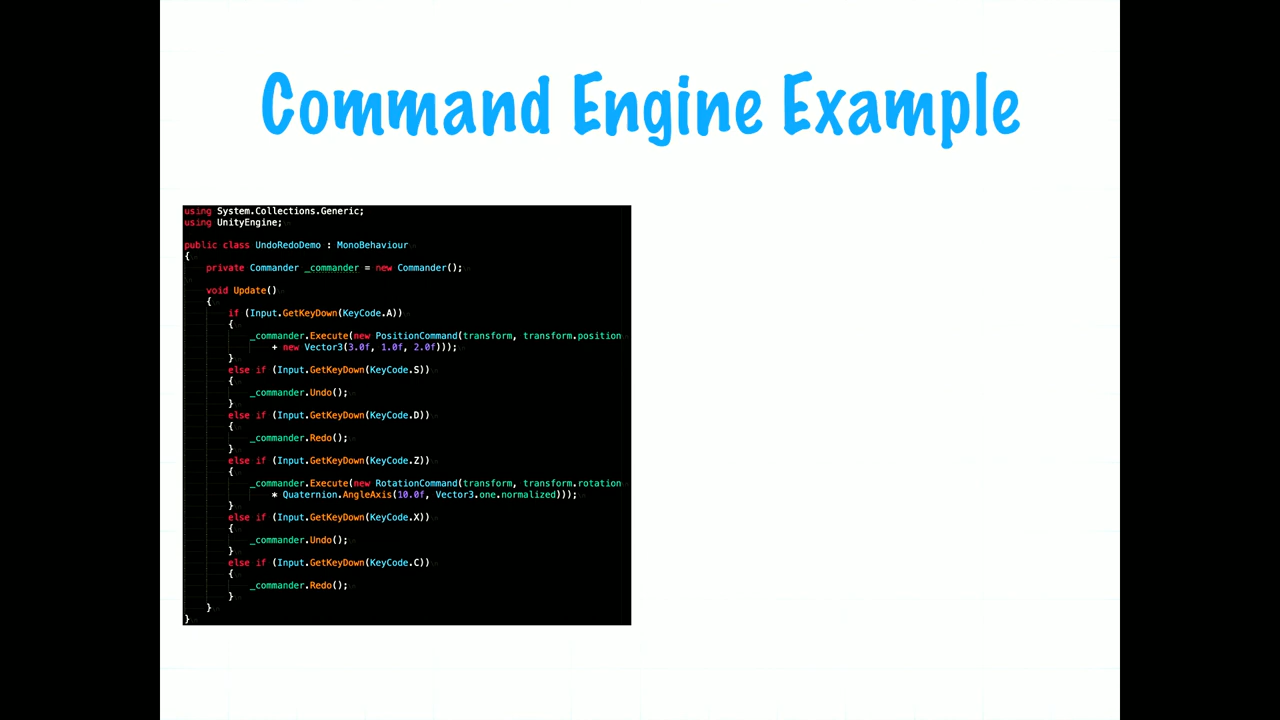 Command Engine Example
using System.Collections.Generic;
using UnityEngine;
public class UndoRedoDemo : MonoBehaviour
{
private Commander _commander = new Commander();
void Update()
{
if (Input.GetKeyDown(KeyCode.A))
{
_commander.Execute(new PositionCommand(transform, transform.position
+ new Vector3(3.0f, 1.0f, 2.0f)));
}
else if (Input.GetKeyDown(KeyCode.S))
{
_commander.Undo();
}
else if (Input.GetKeyDown(KeyCode.D))
{
_commander.Redo();
}
else if (Input.GetKeyDown(KeyCode.Z))
{
_commander.Execute(new RotationCommand(transform, transform.rotation
* Quaternion.AngleAxis(10.0f, Vector3.one.normalized)));
}
else if (Input.GetKeyDown(KeyCode.X))
{
_commander.Undo();
}
else if (Input.GetKeyDown(KeyCode.C))
{
_commander.Redo();
}
}
}